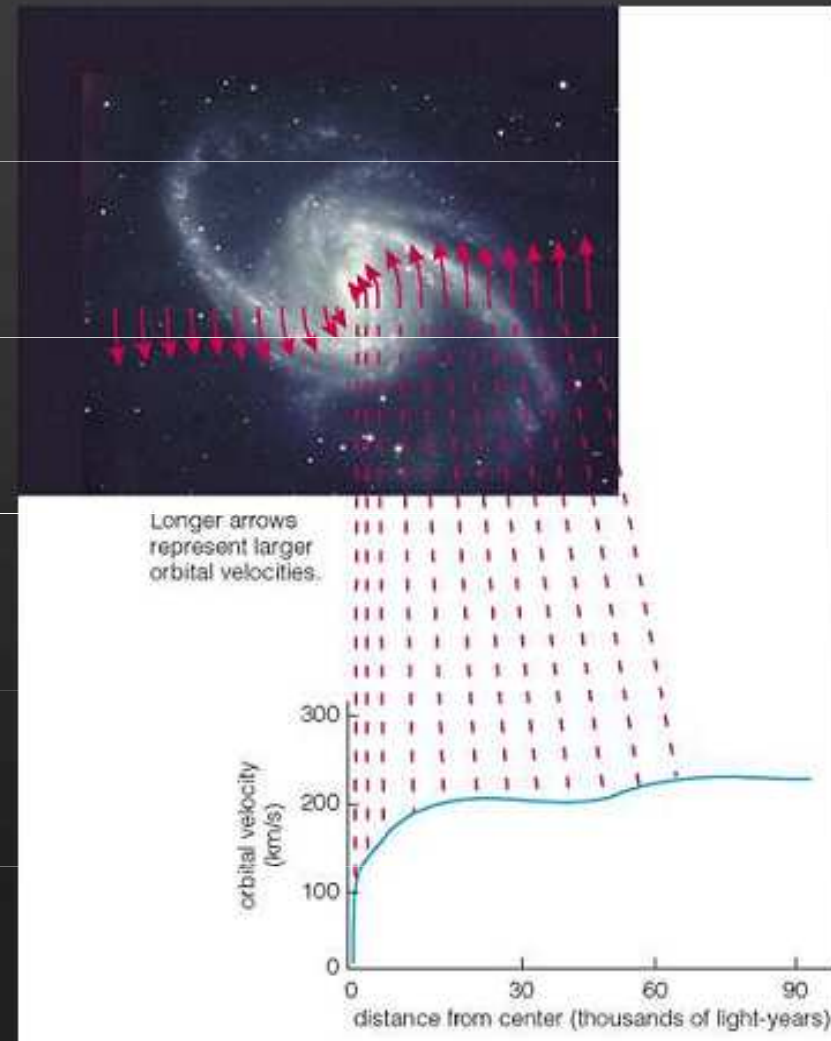 Longer arrows
represent larger
orbital velocities.
300
200
100
0
orbital velocity
(km/s)
0 30 60 90
distance from center (thousands of light-years)